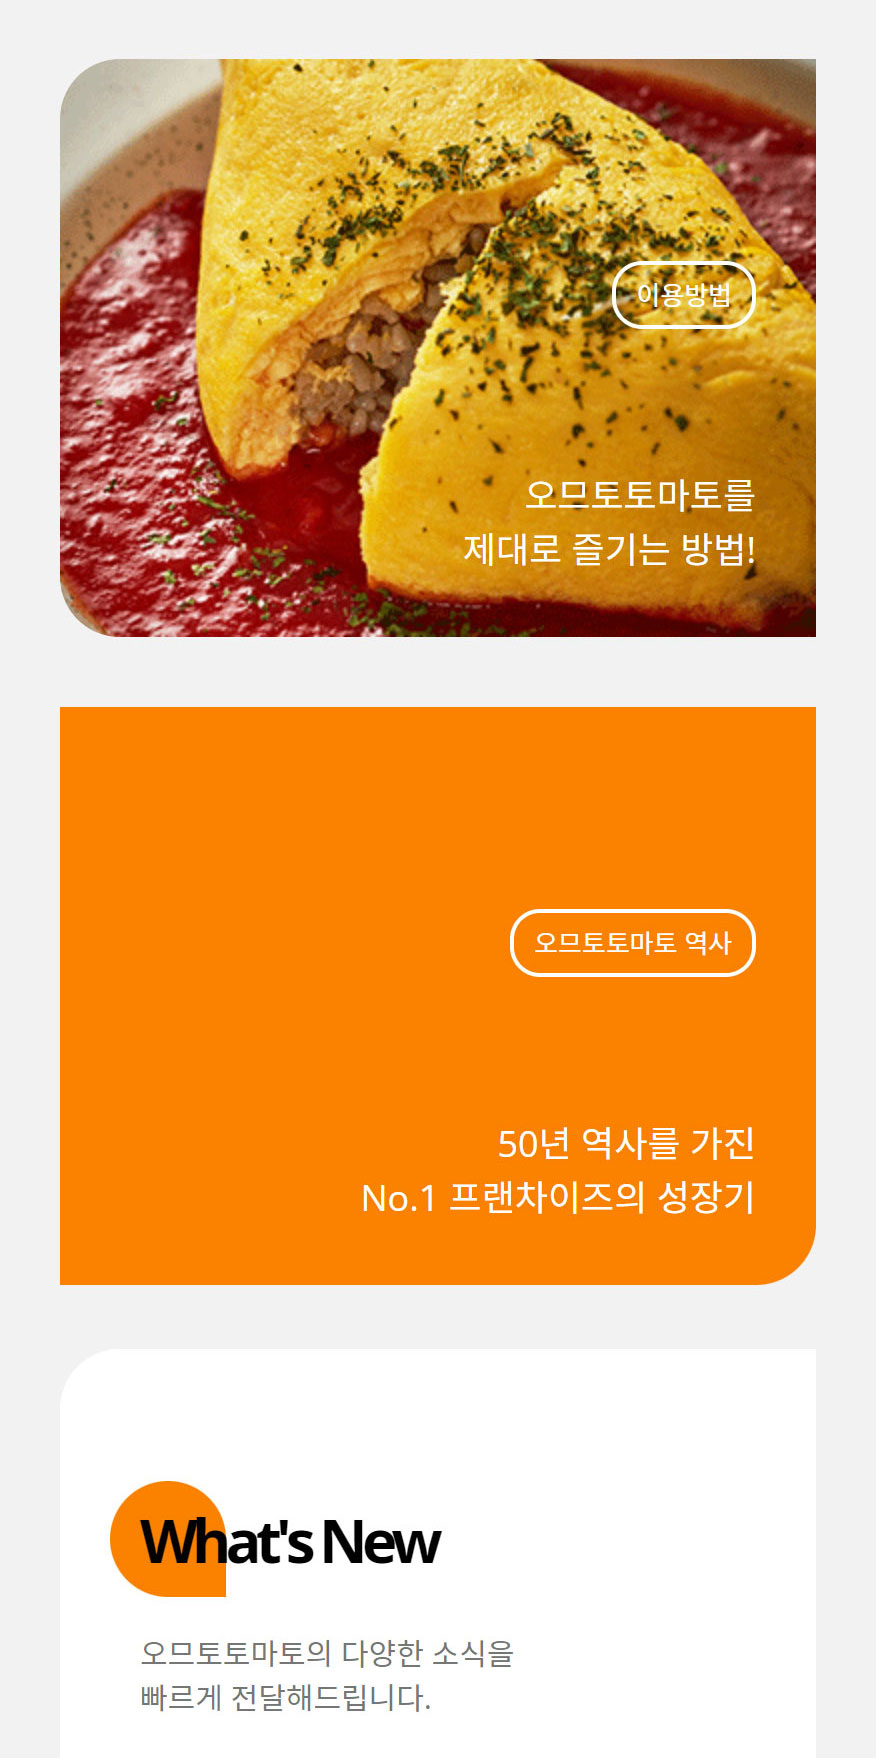 이용방법
오므토토마토를
제대로 즐기는 방법!
오므토토마토 역사
50년 역사를 가진
No.1 프랜차이즈의 성장기
What's New
오므토토마토의 다양한 소식을
빠르게 전달해드립니다.